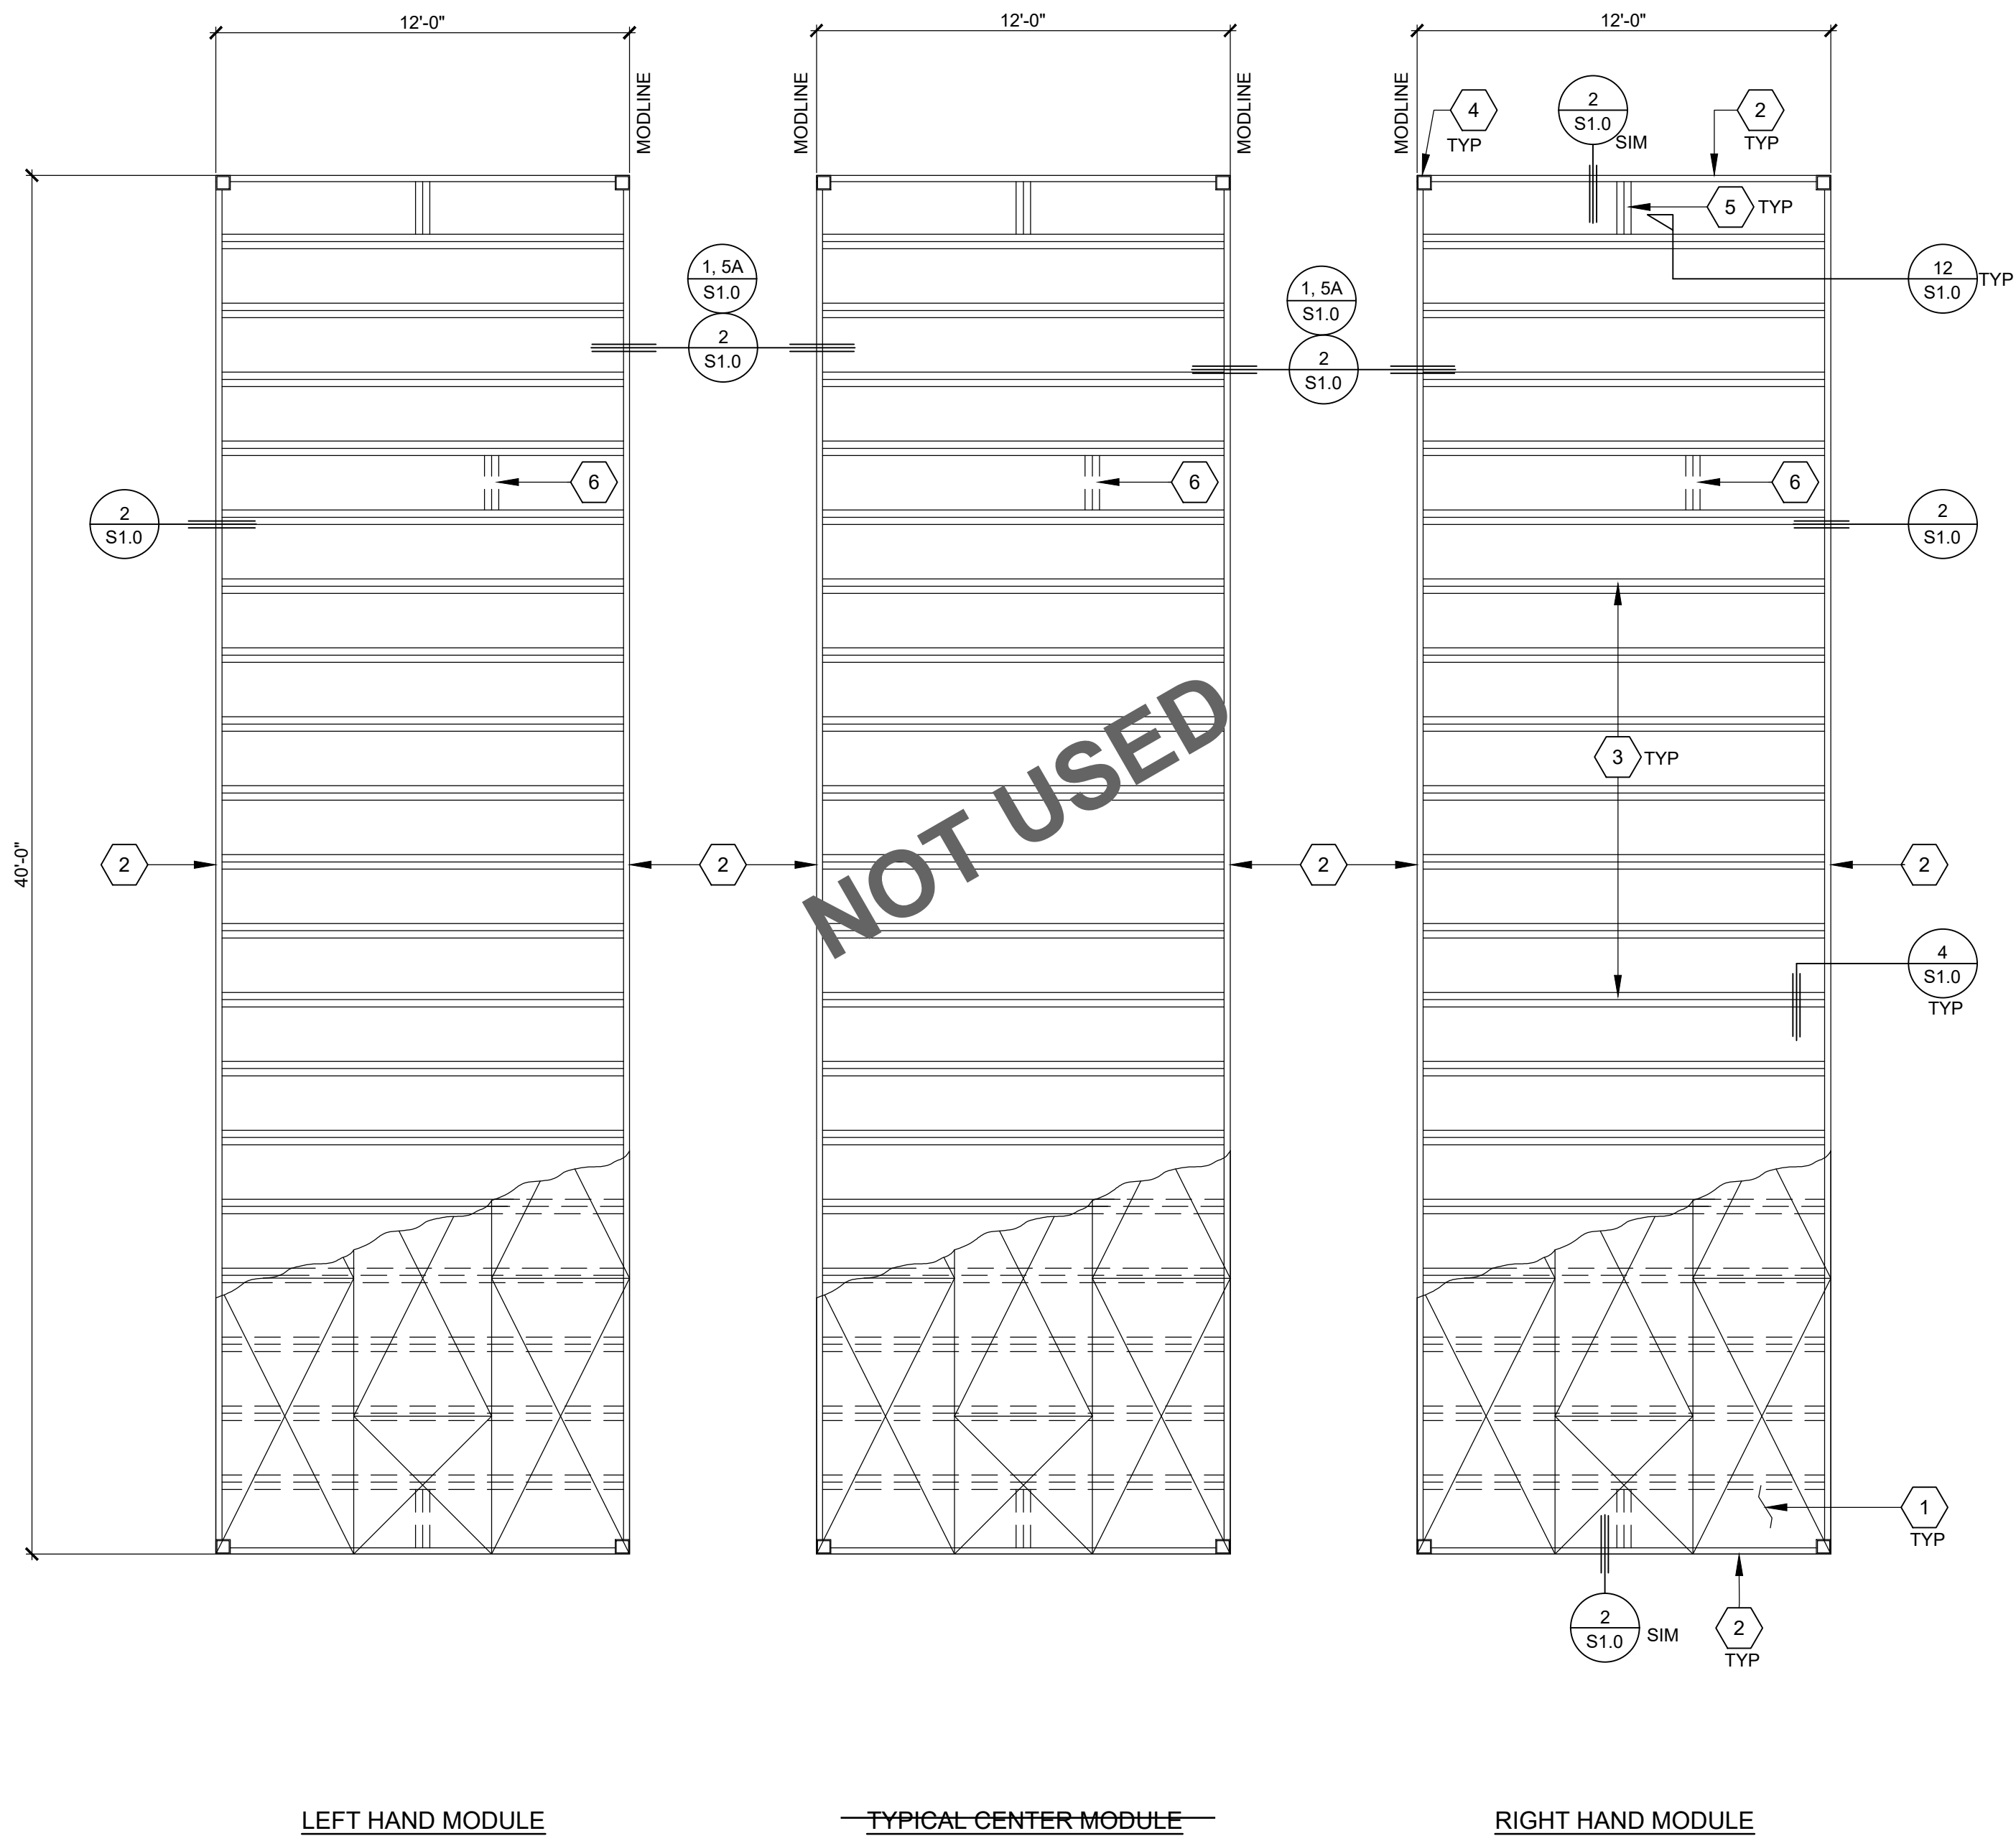 12'-0"
12'-0"
12'-0"
MODLINE
MODLINE
MODLINE
MODLINE
4
TYP
2
S1.0
SIM
2
TYP
5
TYP
12
S1.0
TYP
1, 5A
S1.0
2
S1.0
1, 5A
S1.0
2
S1.0
6
6
6
2
S1.0
2
S1.0
3
TYP
NOT USED
40'-0"
2
2
2
2
4
S1.0
TYP
1
TYP
2
S1.0
SIM
2
TYP
LEFT HAND MODULE
TYPICAL CENTER MODULE
RIGHT HAND MODULE